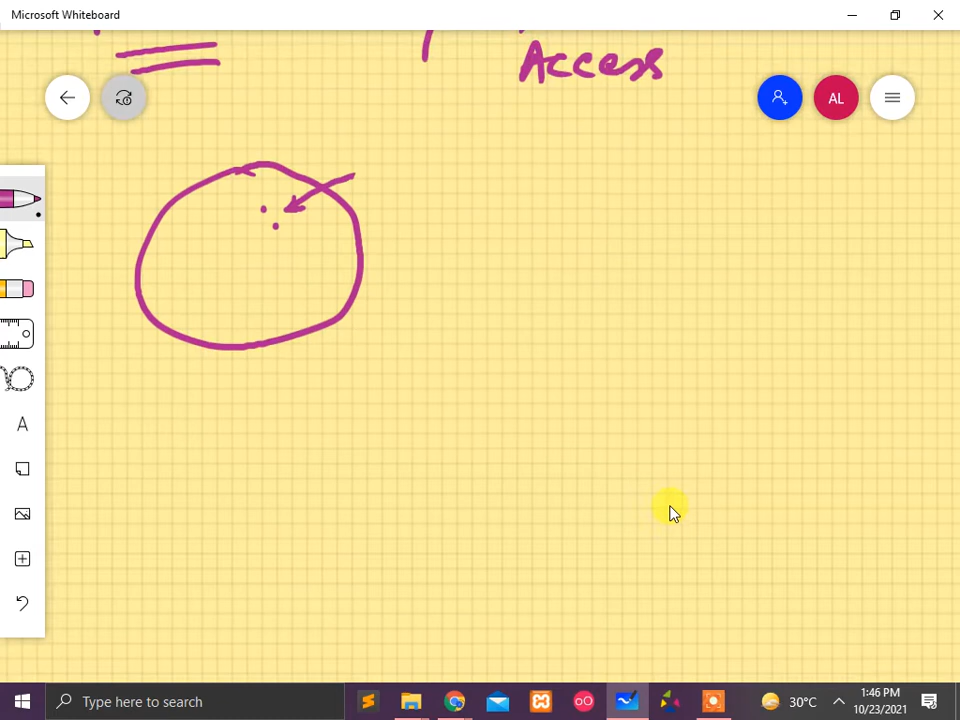 Microsoft Whiteboard
Access
AL
A
Type here to search
30°C
1:46 PM
10/23/2021